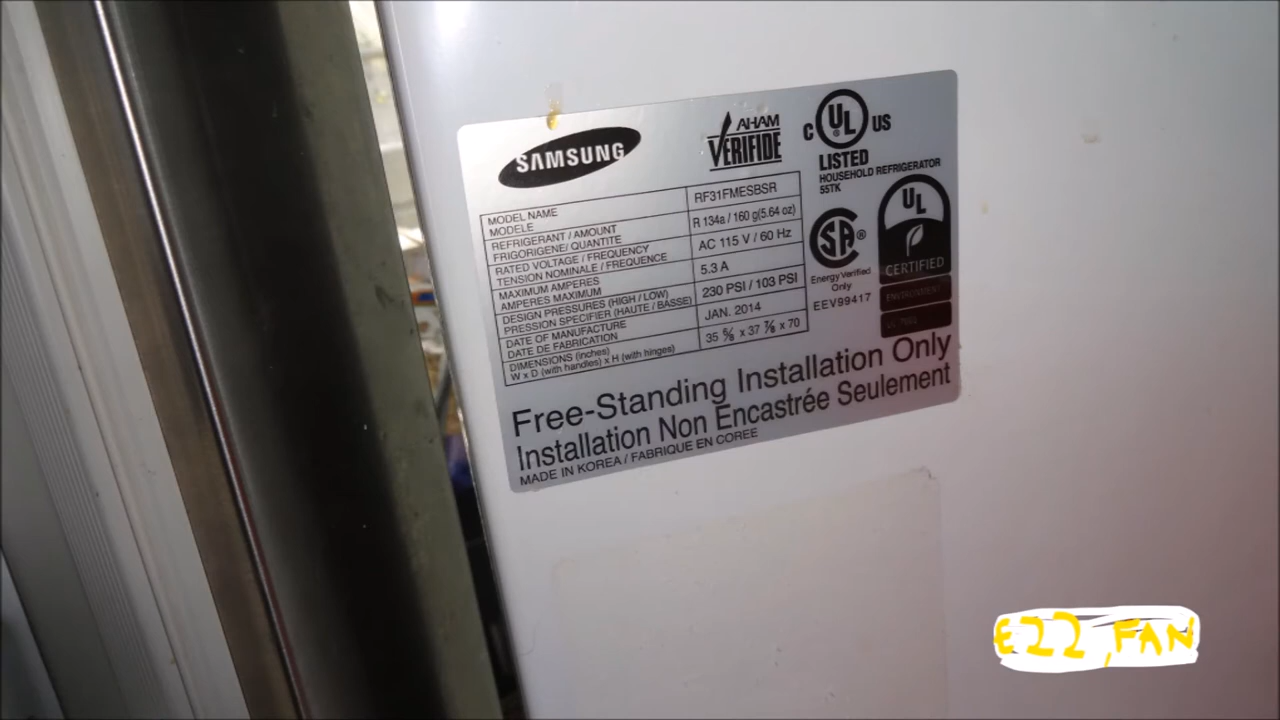 SAMSUNG
AHAM
VERIFIDE
C UL US
LISTED
HOUSEHOLD REFRIGERATOR
55TK
MODEL NAME
MODELE
RF31FMESBSR
REFRIGERANT / AMOUNT
FRIGORIGENE/ QUANTITE
R 134a / 160 g(5.64 oz)
RATED VOLTAGE / FREQUENCY
TENSION NOMINALE / FREQUENCE
AC 115 V / 60 Hz
MAXIMUM AMPERES
AMPERES MAXIMUM
5.3 A
DESIGN PRESSURES (HIGH / LOW)
PRESSION SPECIFIER (HAUTE / BASSE)
230 PSI / 103 PSI
DATE OF MANUFACTURE
DATE DE FABRICATION
JAN. 2014
DIMENSIONS (inches)
W x D (with handles) x H (with hinges)
35 ⅝ x 37 ⅞ x 70
SA ®
Energy Verified
Only
EEV99417
UL
CERTIFIED
ENVIRONMENT
Free-Standing Installation Only
Installation Non Encastrée Seulement
MADE IN KOREA / FABRIQUE EN COREE
E22, FAN